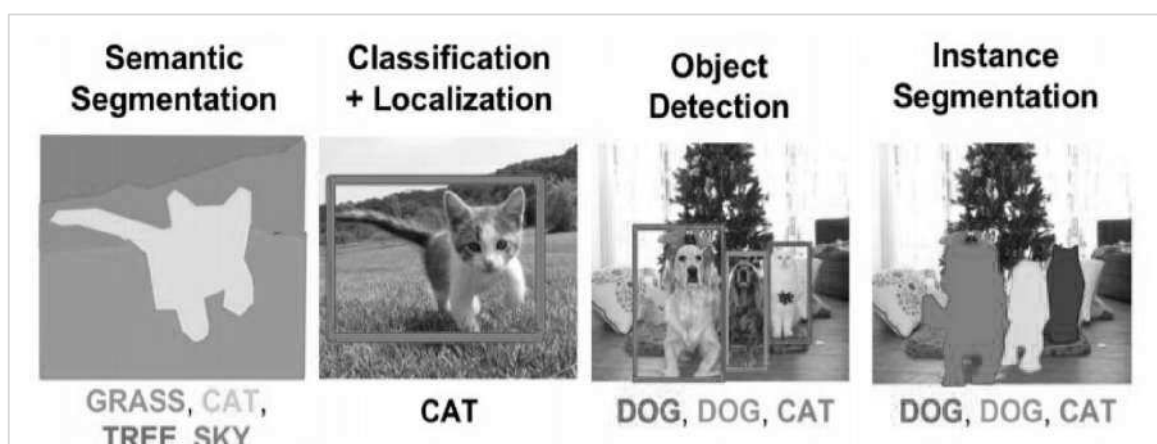 Semantic
Segmentation
Classification
+ Localization
Object
Detection
Instance
Segmentation
GRASS, CAT,
TREE, SKY
CAT
DOG, DOG, CAT
DOG, DOG, CAT